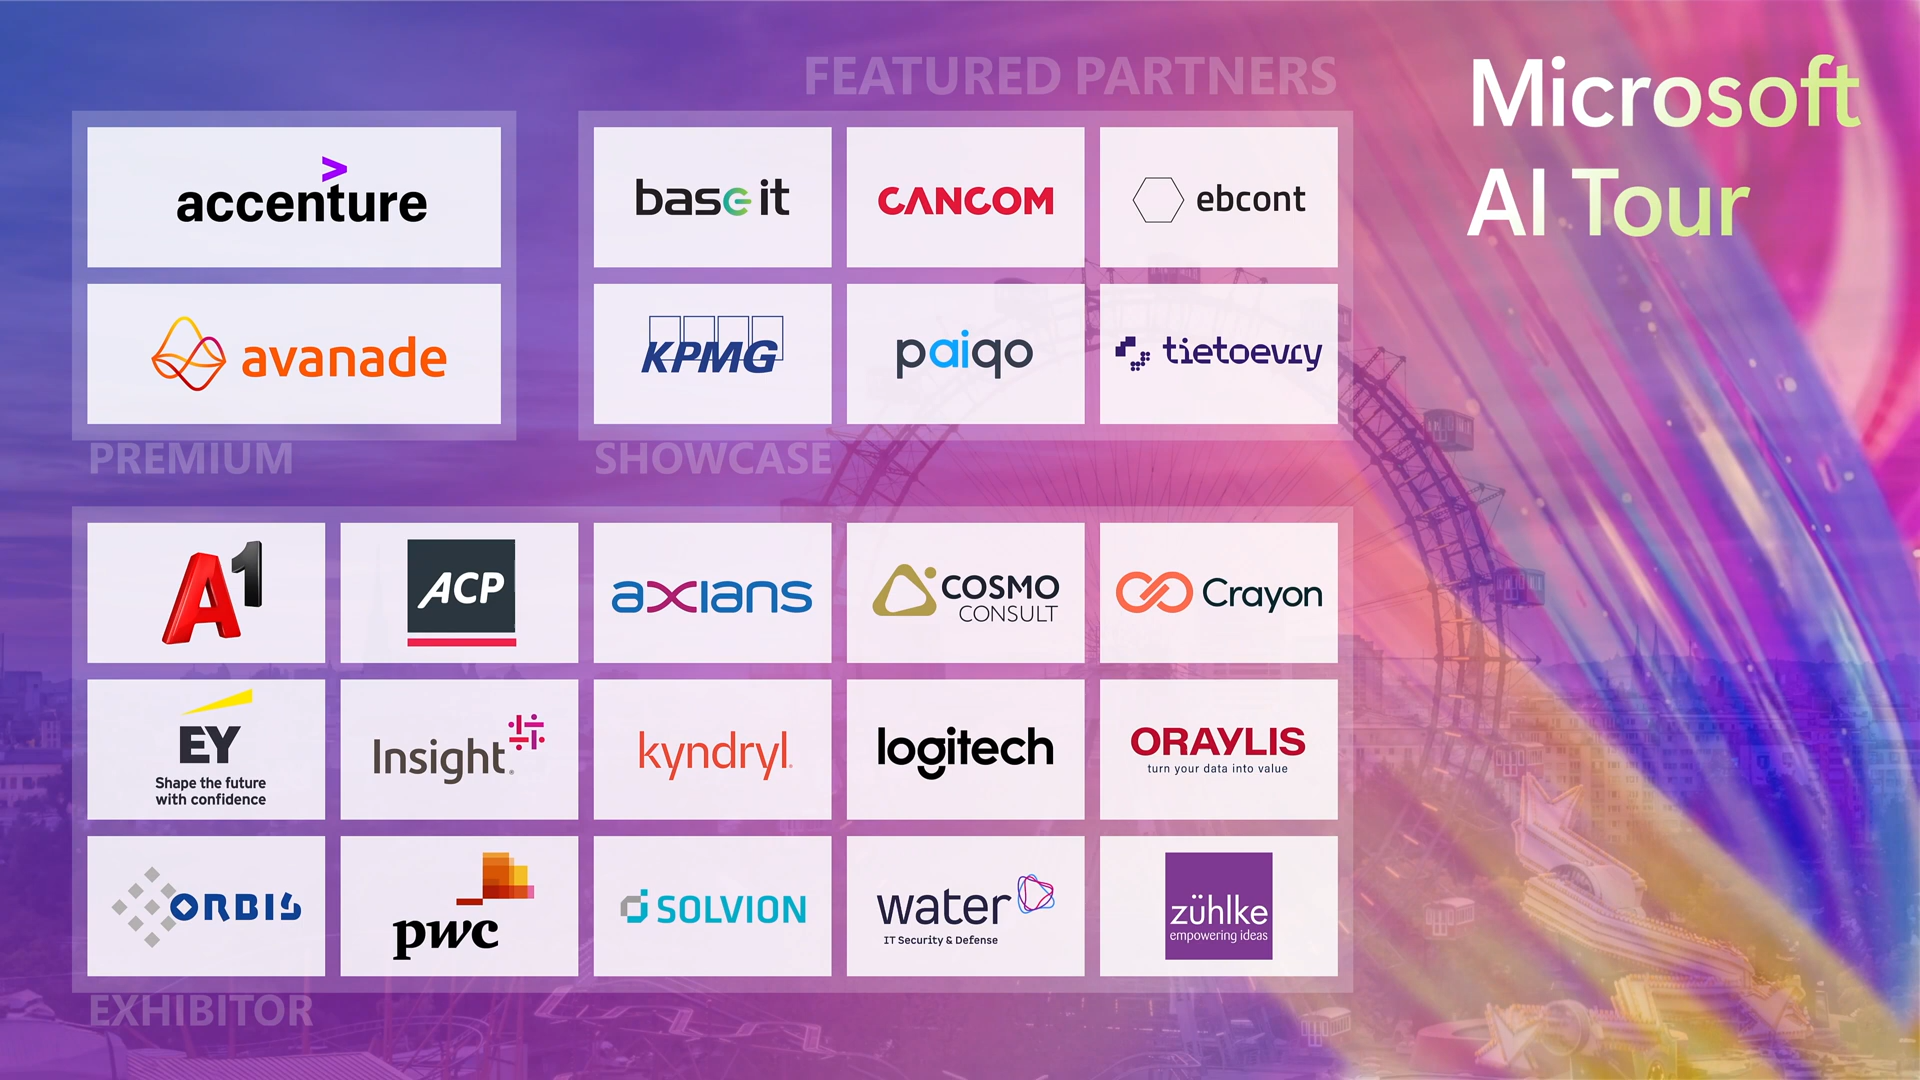 FEATURED PARTNERS
Microsoft
AI Tour
accenture
avanade
PREMIUM
base it
CANCOM
ebcont
KPMG
paiqo
tietoevry
SHOWCASE
A1
ACP
axians
COSMO
CONSULT
Crayon
EY
Shape the future
with confidence
Insight
kyndryl
logitech
ORAYLIS
turn your data into value
ORBIS
pwc
SOLVION
water
IT Security & Defense
zühlke
empowering ideas
EXHIBITOR